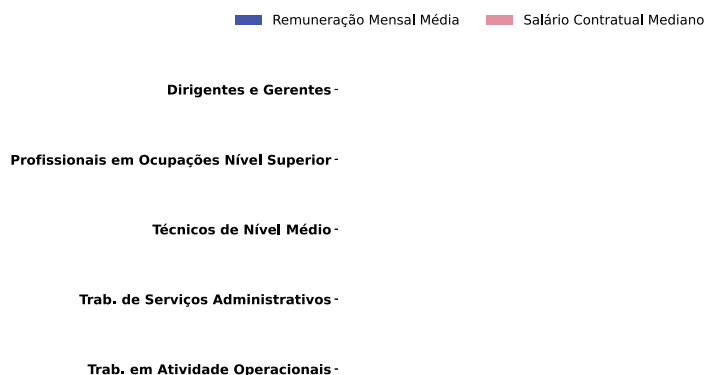 Remuneração Mensal Média Salário Contratual Mediano
Dirigentes e Gerentes
Profissionais em Ocupações Nível Superior
Técnicos de Nível Médio
Trab. de Serviços Administrativos
Trab. em Atividade Operacionais